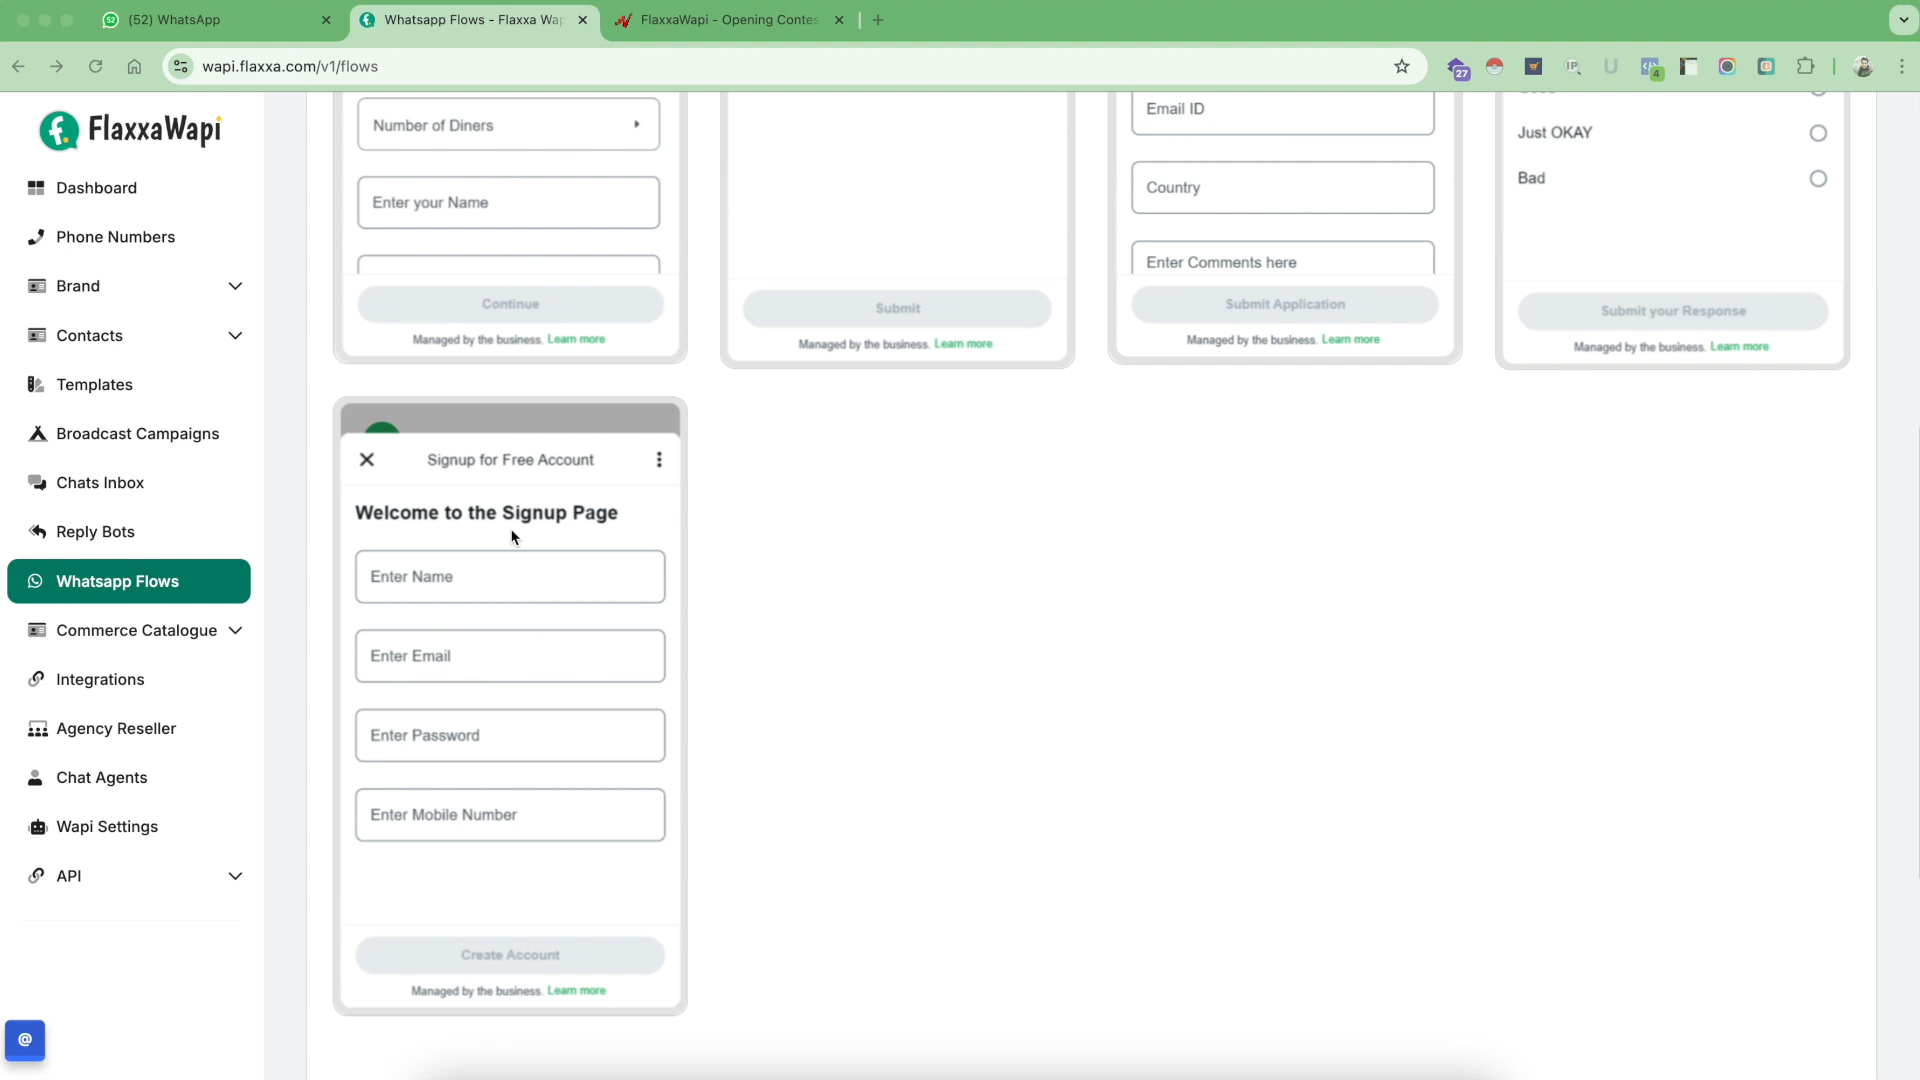 (52) WhatsApp
Whatsapp Flows - Flaxxa Wap
FlaxxaWapi - Opening Contes
wapi.flaxxa.com/v1/flows
27
IP
U
4
FlaxxaWapi
Dashboard
Phone Numbers
Brand
Contacts
Templates
Broadcast Campaigns
Chats Inbox
Reply Bots
Whatsapp Flows
Commerce Catalogue
Integrations
Agency Reseller
Chat Agents
Wapi Settings
API
@
Number of Diners
Enter your Name
Continue
Managed by the business. Learn more
Submit
Managed by the business. Learn more
Email ID
Country
Enter Comments here
Submit Application
Managed by the business. Learn more
Just OKAY
Bad
Submit your Response
Managed by the business. Learn more
Signup for Free Account
Welcome to the Signup Page
Enter Name
Enter Email
Enter Password
Enter Mobile Number
Create Account
Managed by the business. Learn more